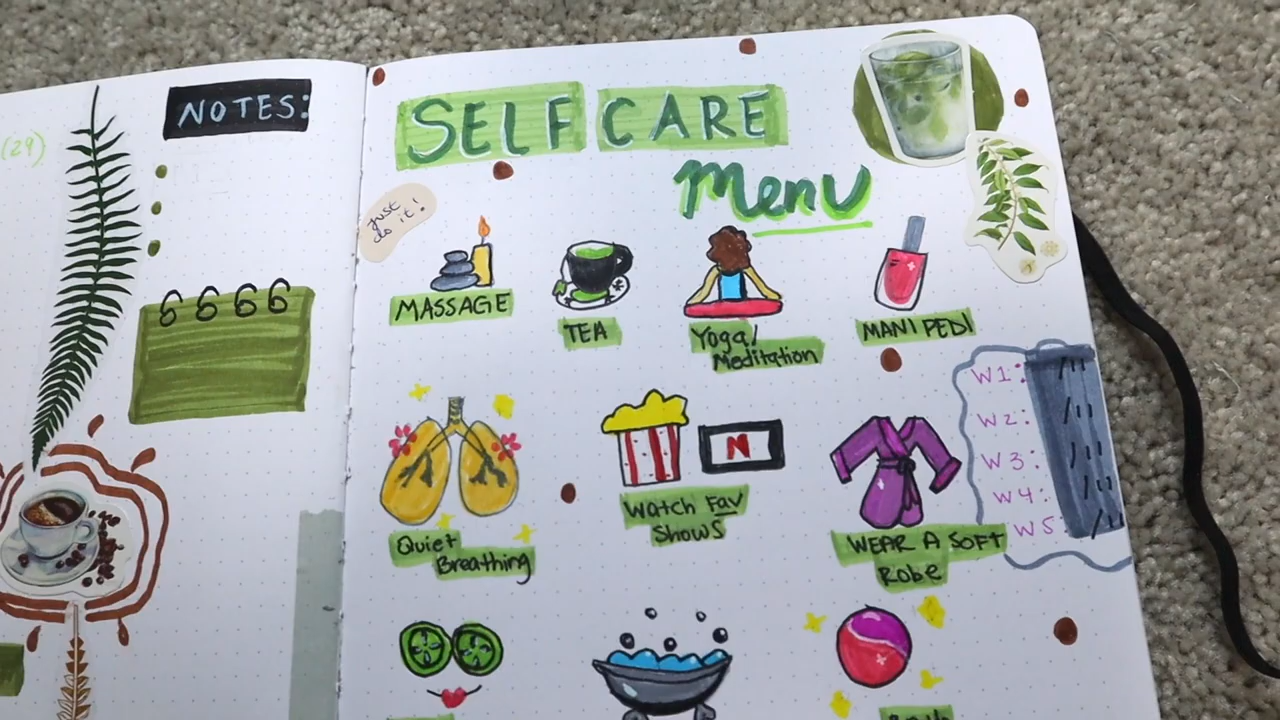 (29)
NOTES:
SELF CARE
Menu
just
do it!
MASSAGE
TEA
Yoga/
Meditation
MANI PEDI
W1:
W2:
W3:
W4:
W5:
Quiet
Breathing
N
Watch Fav
Shows
WEAR A SOFT
Robe